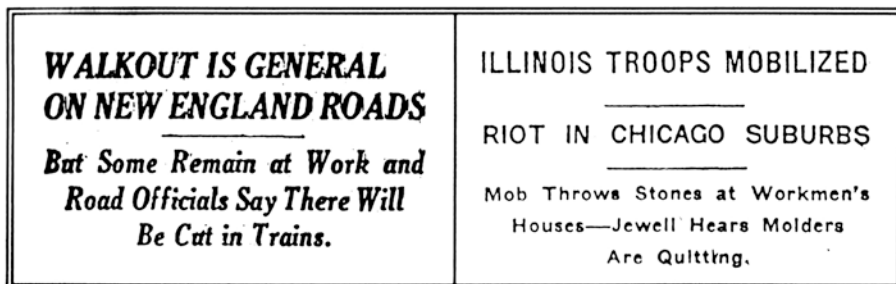 WALKOUT IS GENERAL
ON NEW ENGLAND ROADS
But Some Remain at Work and
Road Officials Say There Will
Be Cut in Trains.
ILLINOIS TROOPS MOBILIZED
RIOT IN CHICAGO SUBURBS
Mob Throws Stones at Workmen's
Houses—Jewell Hears Molders
Are Quitting.